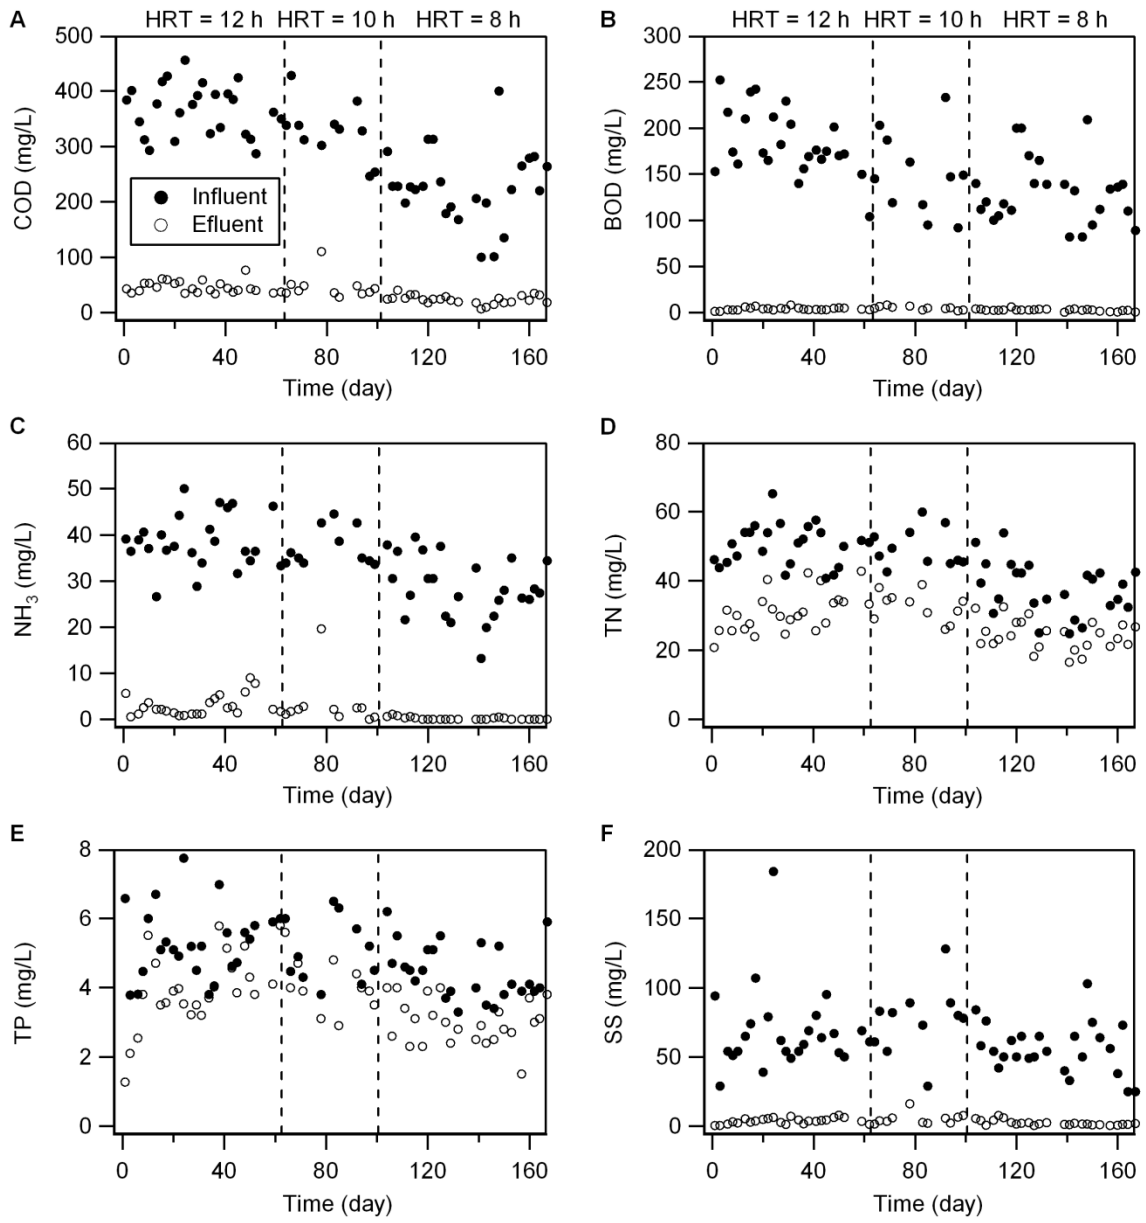 A HRT = 12 h HRT = 10 h HRT = 8 h
500
400
300
200
100
0
COD (mg/L)
Influent
Efluent
0 40 80 120 160
Time (day)
B HRT = 12 h HRT = 10 h HRT = 8 h
300
250
200
150
100
50
0
BOD (mg/L)
0 40 80 120 160
Time (day)
C
60
50
40
30
20
10
0
NH3 (mg/L)
0 40 80 120 160
Time (day)
D
80
60
40
20
0
TN (mg/L)
0 40 80 120 160
Time (day)
E
8
6
4
2
0
TP (mg/L)
0 40 80 120 160
Time (day)
F
200
150
100
50
0
SS (mg/L)
0 40 80 120 160
Time (day)